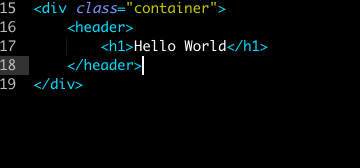 15 <div class="container">
16     <header>
17         <h1>Hello World</h1>
18     </header>
19 </div>